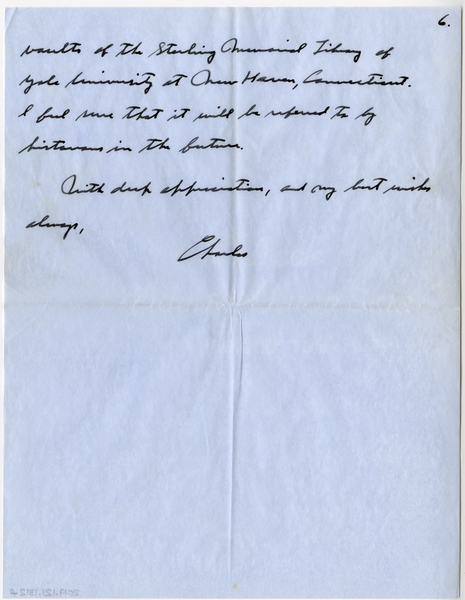 6.
vaults of the Sterling Memorial Library of
Yale University at New Haven, Connecticut.
I feel sure that it will be referred to by
historians in the future.
With deep appreciation, and my best wishes
always,
Charles